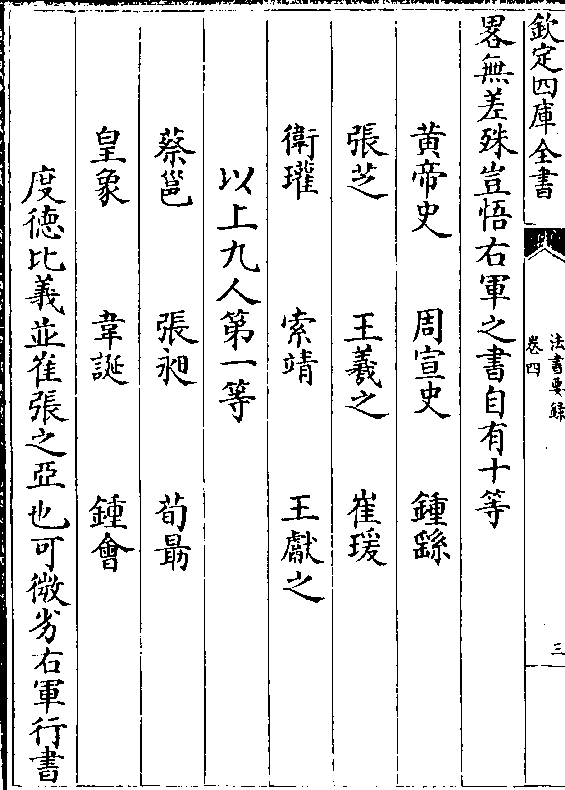 欽定四庫全書
法書要録
卷四
三
畧無差殊豈悟右軍之書自有十等
黄帝史 周宣史 鍾繇
張芝 王羲之 崔瑗
衛瓘 索靖 王獻之
以上九人第一等
蔡邕 張昶 荀勗
皇象 韋誕 鍾會
度徳比義並崔張之亞也可微劣右軍行書